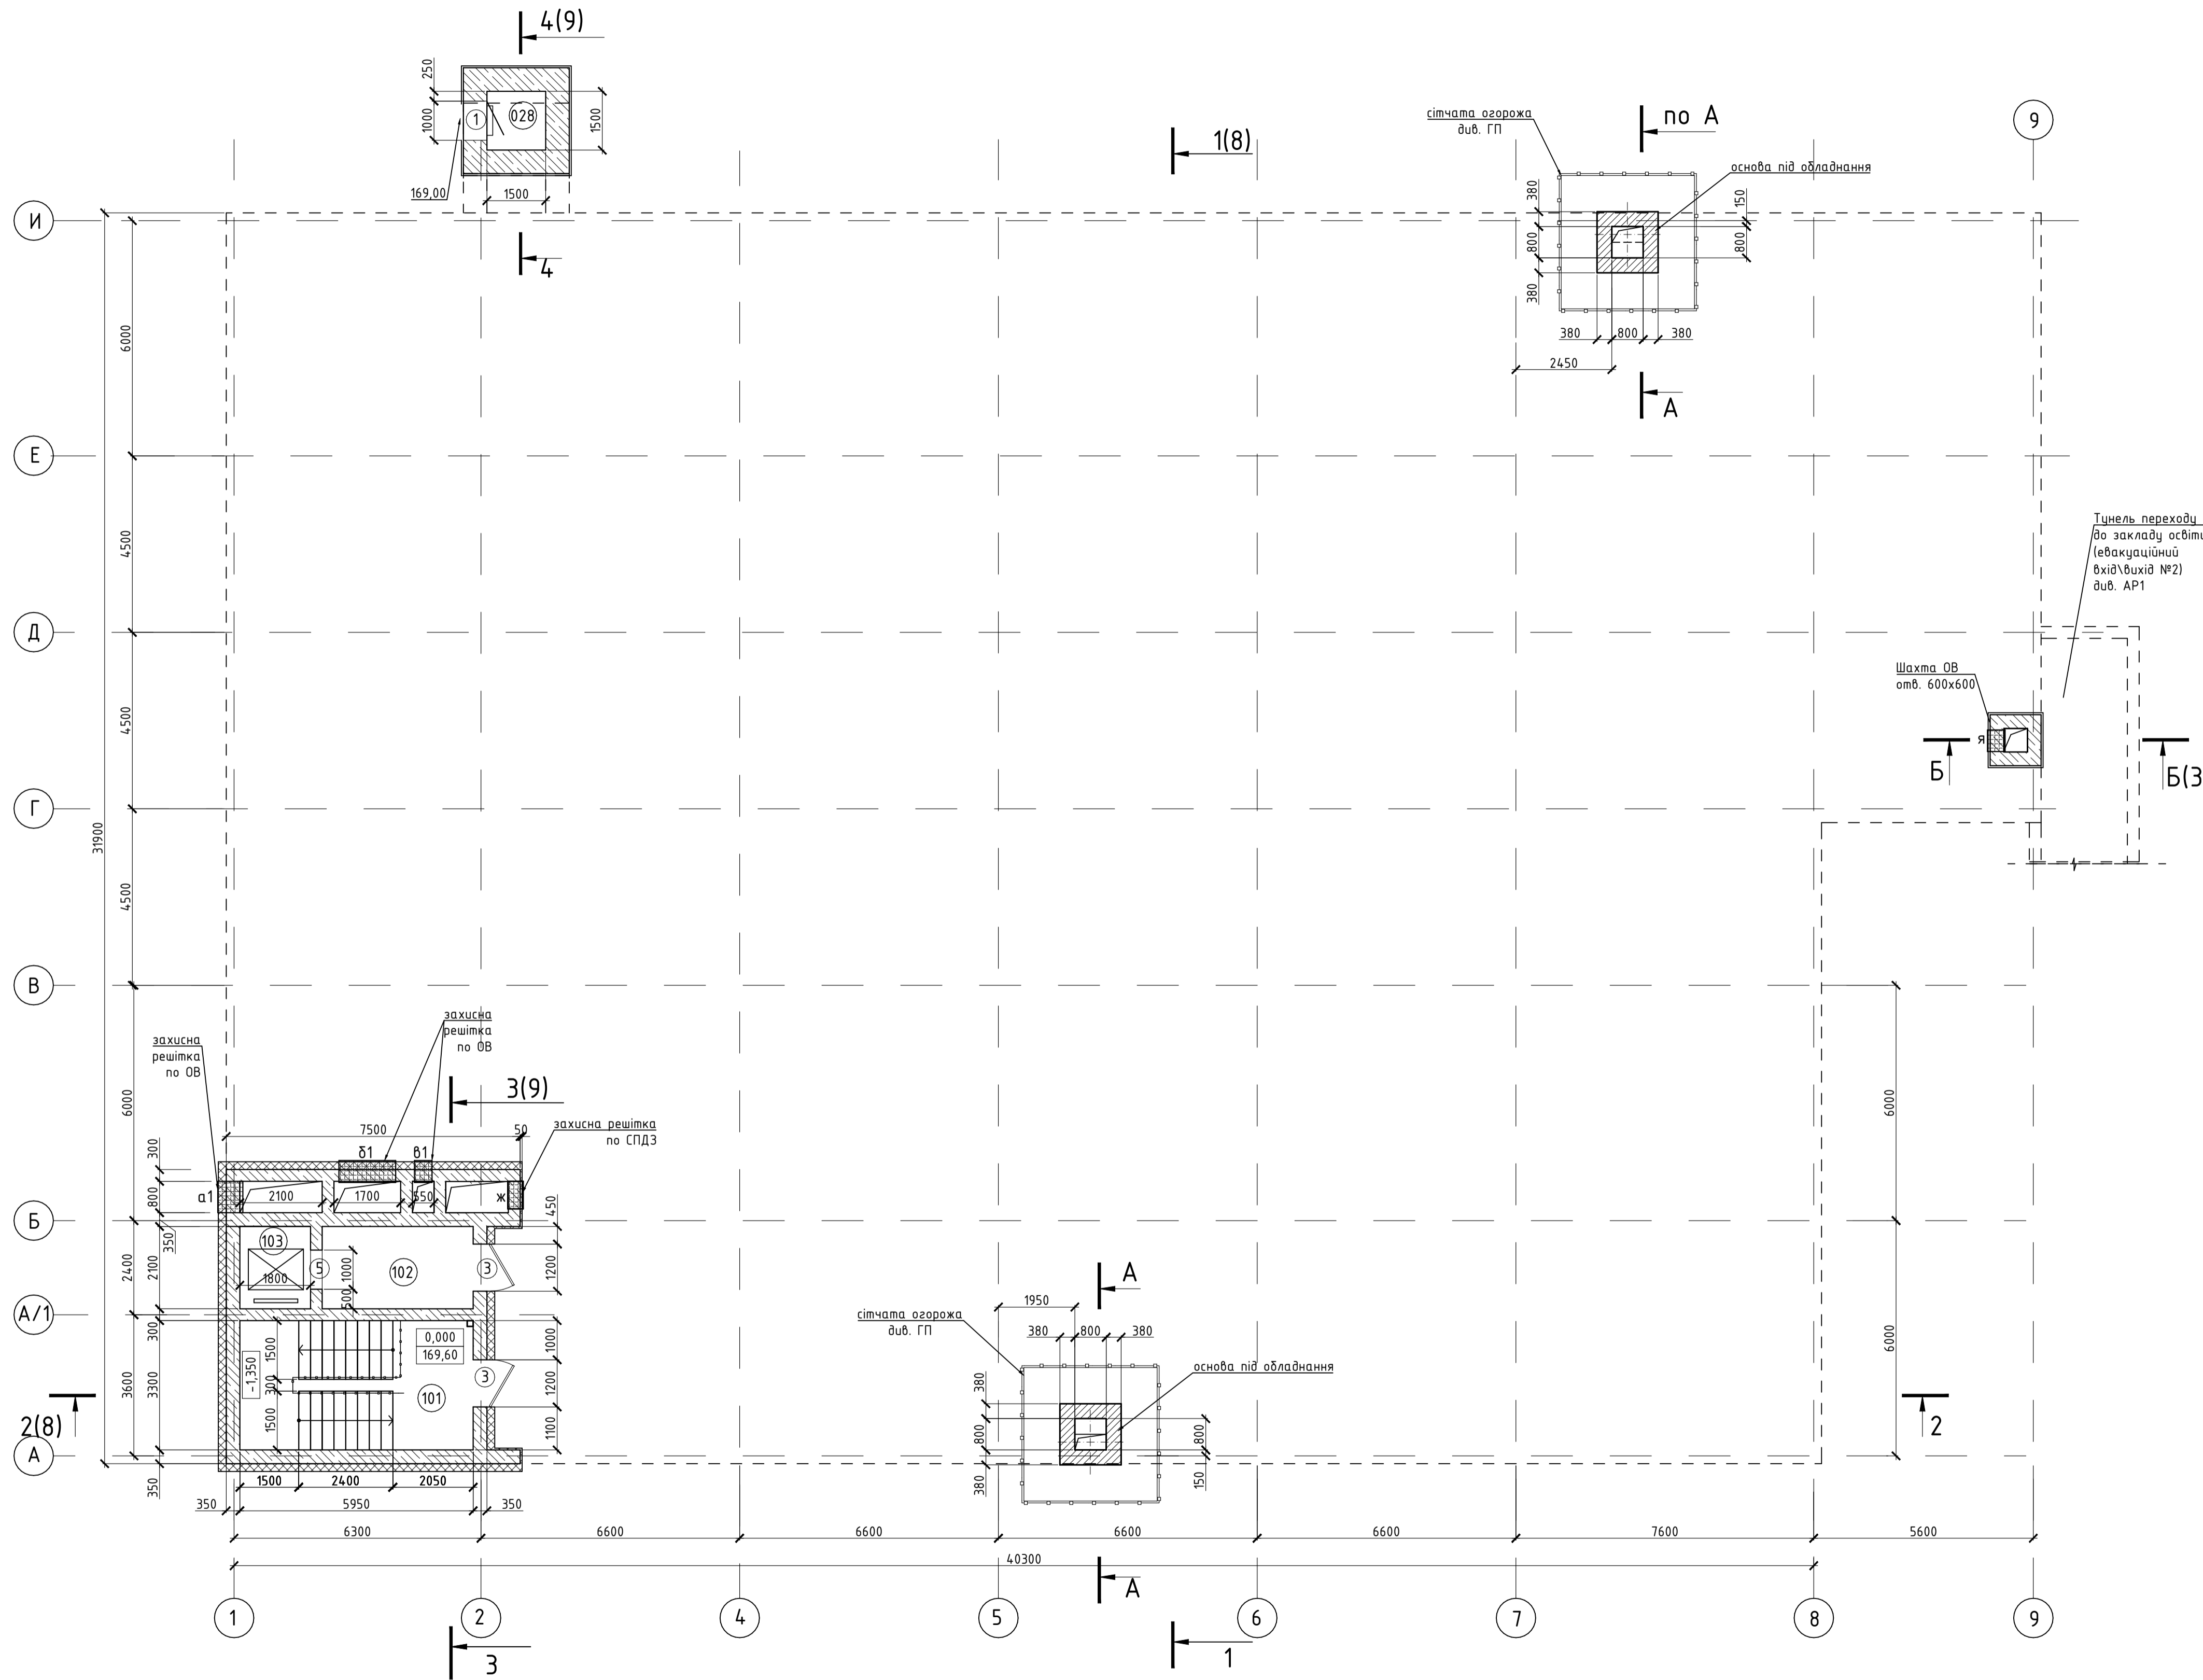 4(9)
250
1000
1
028
1500
169,00
1500
4
1(8)
сітчата огорожа
див. ГП
по А
основа під обладнання
380
800
380
150
800
380
800
380
2450
А
9
И
Е
Д
Г
В
Б
А/1
А
6000
4500
4500
4500
31900
6000
2400
3600
Тунель переходу
до закладу освіти
(евакуаційний
вхід\вихід №2)
див. АР1
Шахта ОВ
отв. 600х600
я
Б
Б(3
захисна
решітка
по ОВ
захисна
решітка
по ОВ
3(9)
7500
50
захисна решітка
по СПДЗ
300
800
350
2100
300
3300
350
а1
б1
в1
ж
2100
1700
550
450
1200
1000
1200
1100
103
5
102
3
1800
1000
500
0,000
169,60
-1,350
1500
300
1500
101
3
2(8)
1500
2400
2050
350
5950
350
6300
6600
6600
6600
6600
7600
5600
40300
А
1950
сітчата огорожа
див. ГП
380
800
380
основа під обладнання
380
800
380
800
150
А
6000
6000
2
1
2
4
5
6
7
8
9
3
1